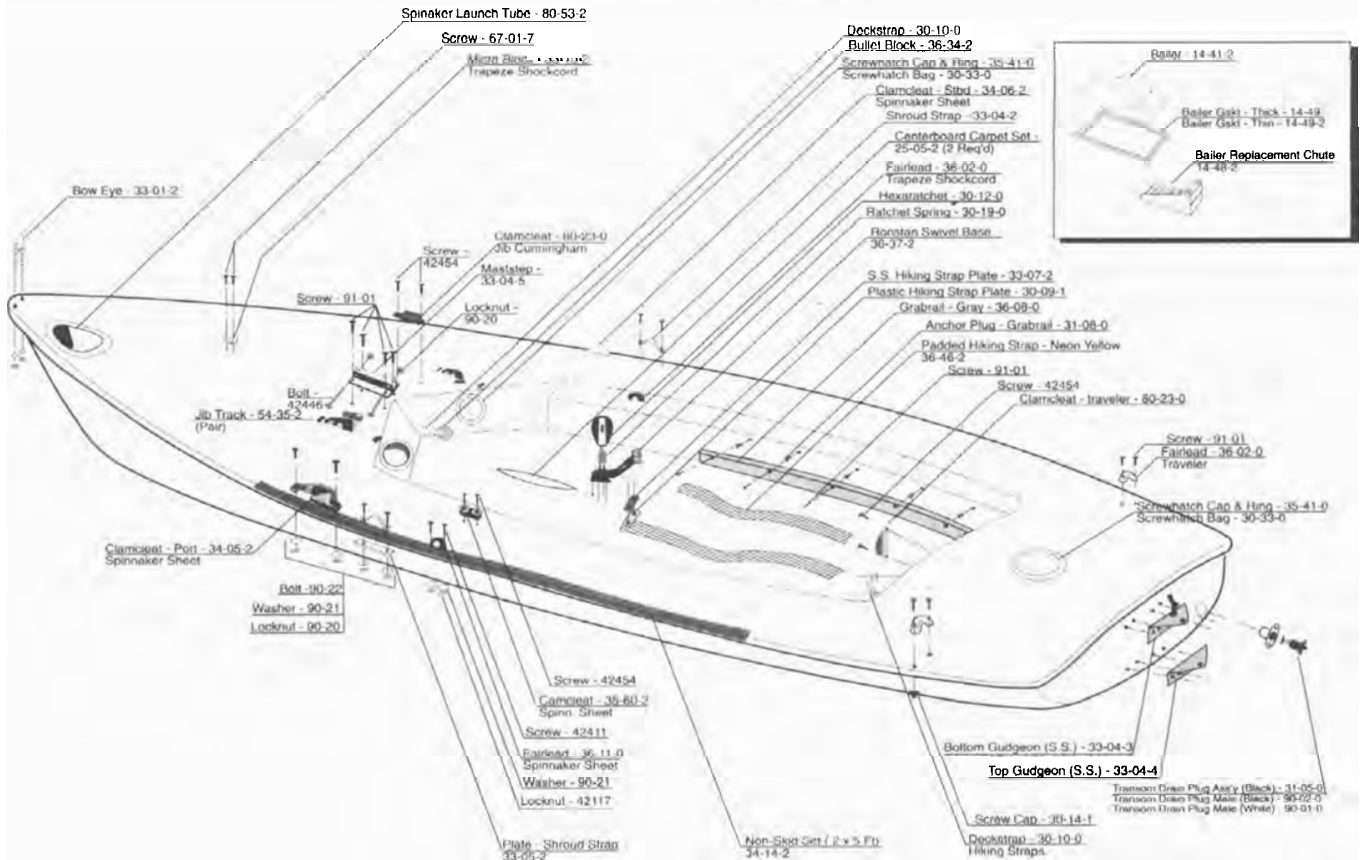 Spinaker Launch Tube - 80-53-2
Screw - 67-01-7
Trapeze Shockcord
Bow Eye - 33-01-2
Deckstrap - 30-10-0
Bullet Block - 36-34-2
Screwhatch Cap & Ring - 35-41-0
Screwhatch Bag - 30-33-0
Clamcleat - Stbd - 34-06-2
Spinnaker Sheet
Shroud Strap - 33-04-2
Centerboard Carpet Set -
25-05-2 (2 Req'd)
Fairlead - 36-02-0
Trapeze Shockcord
Hexaratchet - 30-12-0
Ratchet Spring - 30-19-0
Ronstan Swivel Base
36-37-2
S.S. Hiking Strap Plate - 33-07-2
Plastic Hiking Strap Plate - 30-09-1
Grabrail - Gray - 36-08-0
Anchor Plug - Grabrail - 31-08-0
Padded Hiking Strap - Neon Yellow
36-46-2
Screw - 91-01
Screw - 42454
Clamcleat - traveler - 80-23-0
Bailer - 14-41-2
Bailer Gskt - Thick - 14-49
Bailer Gskt - Thin - 14-49-2
Bailer Replacement Chute
14-48-2
Clamcleat - 80-23-0
Jib Cunningham
Screw -
42454
Maststep -
33-04-5
Screw - 91-01
Locknut -
90-20
Bolt -
42446
Jib Track - 54-35-2
(Pair)
Screw - 91-01
Fairlead - 36-02-0
Traveler
Screwhatch Cap & Ring - 35-41-0
Screwhatch Bag - 30-33-0
Clamcleat - Port - 34-05-2
Spinnaker Sheet
Bolt -90-22
Washer - 90-21
Locknut - 90-20
Screw - 42454
Camcleat - 35-60-2
Spinn. Sheet
Screw - 42411
Fairlead - 36-11-0
Spinnaker Sheet
Washer - 90-21
Locknut - 42117
Plate - Shroud Strap
33-05-2
Non-Skid Set ( 2 x 5 Ft)
34-14-2
Bottom Gudgeon (S.S.) - 33-04-3
Top Gudgeon (S.S.) - 33-04-4
Transom Drain Plug Ass'y (Black) - 31-05-0
Transom Drain Plug Male (Black) - 90-02-0
Transom Drain Plug Male (White) - 90-01-0
Screw Cap - 30-14-1
Deckstrap - 30-10-0
Hiking Straps